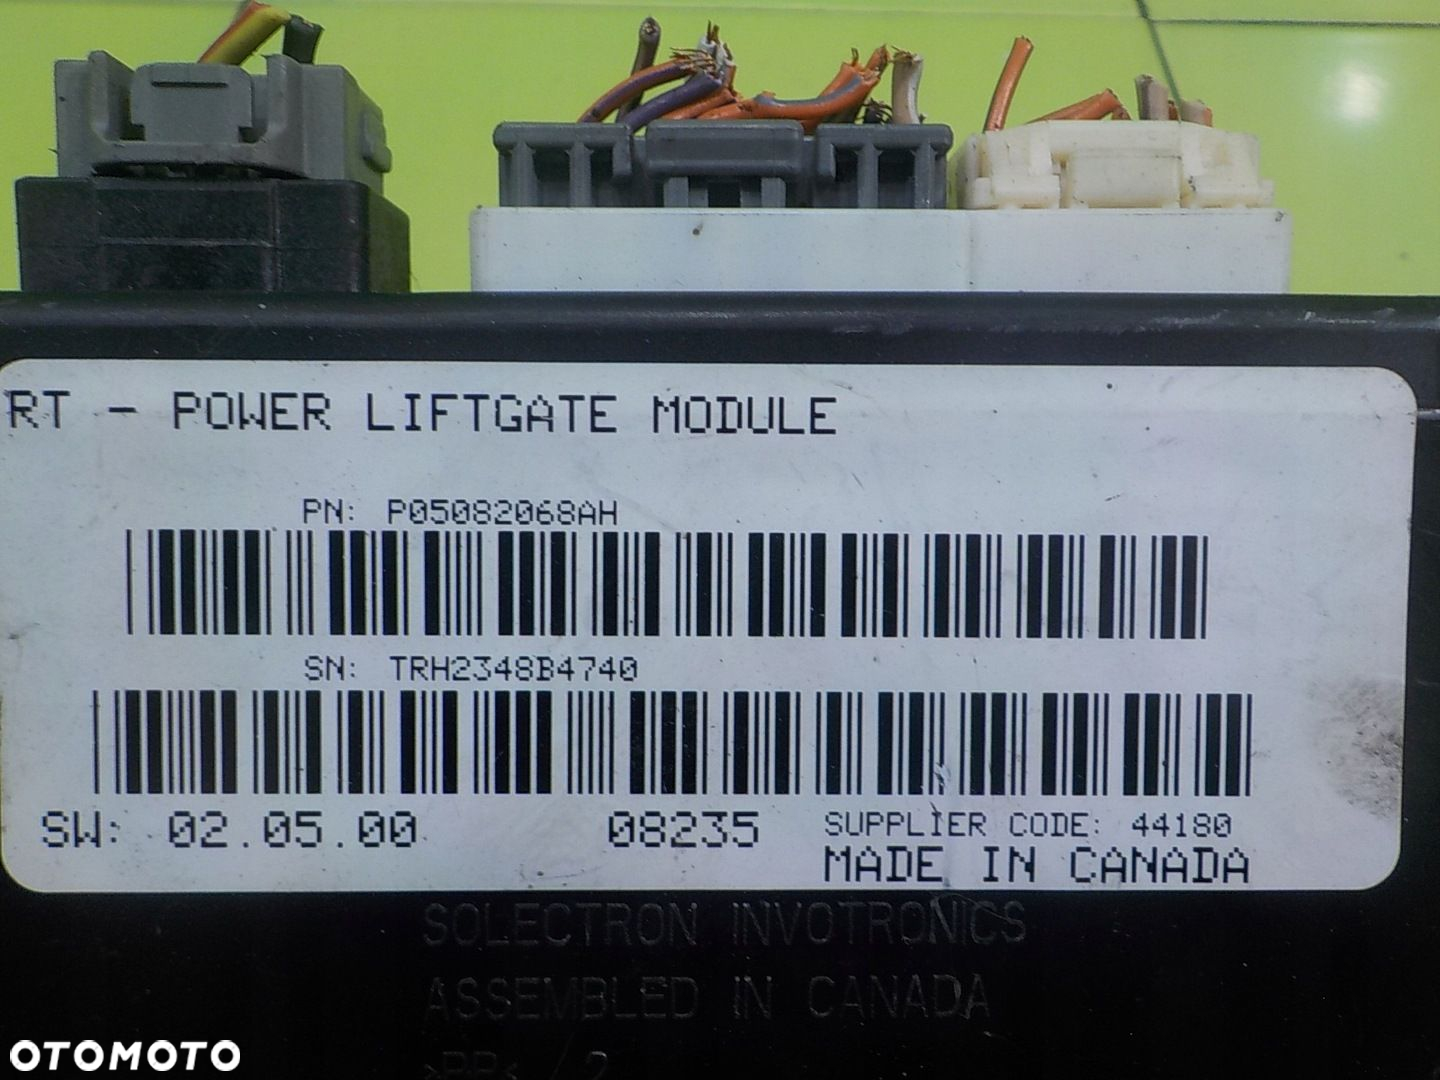 RT - POWER LIFTGATE MODULE
PN: P05082068AH
SN: TRH2348B4740
SW: 02.05.00 08235 SUPPLIER CODE: 44180
MADE IN CANADA
SOLECTRON INVOTRONICS
ASSEMBLED IN CANADA
OTOMOTO